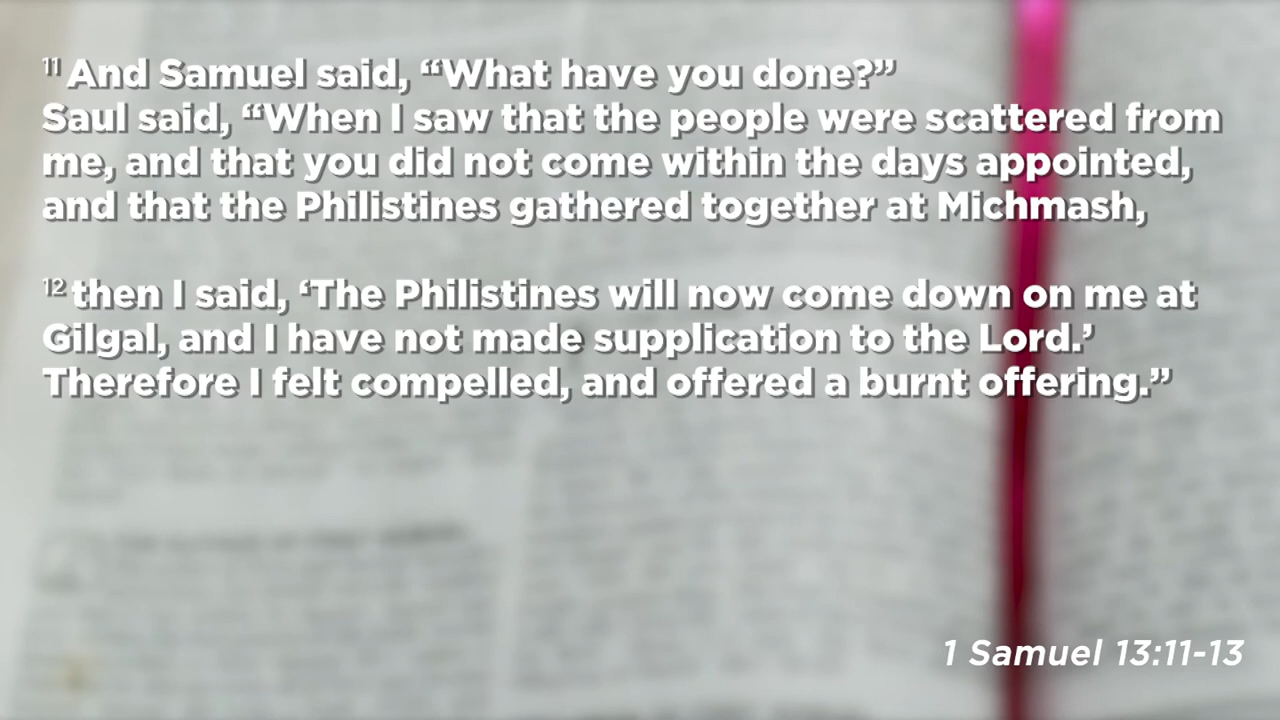 11 And Samuel said, “What have you done?”
Saul said, “When I saw that the people were scattered from
me, and that you did not come within the days appointed,
and that the Philistines gathered together at Michmash,
12 then I said, ‘The Philistines will now come down on me at
Gilgal, and I have not made supplication to the Lord.’
Therefore I felt compelled, and offered a burnt offering.”
1 Samuel 13:11-13